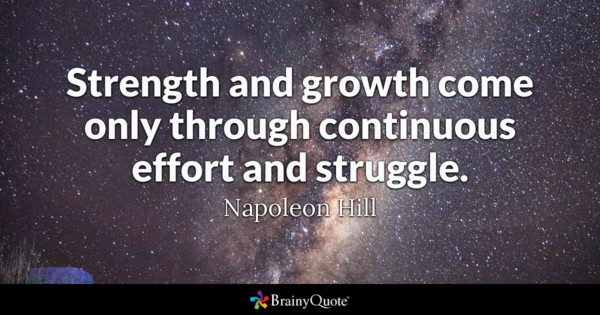 Strength and growth come
only through continuous
effort and struggle.
Napoleon Hill
BrainyQuote®